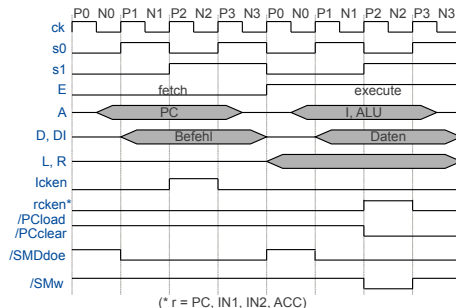 P0 N0 P1 N1 P2 N2 P3 N3 P0 N0 P1 N1 P2 N2 P3 N3
ck
s0
s1
E fetch execute
A PC I, ALU
D, DI Befehl Daten
L, R
Icken
rcken*
/PCload
/PCclear
/SMDdoe
/SMw
(* r = PC, IN1, IN2, ACC)